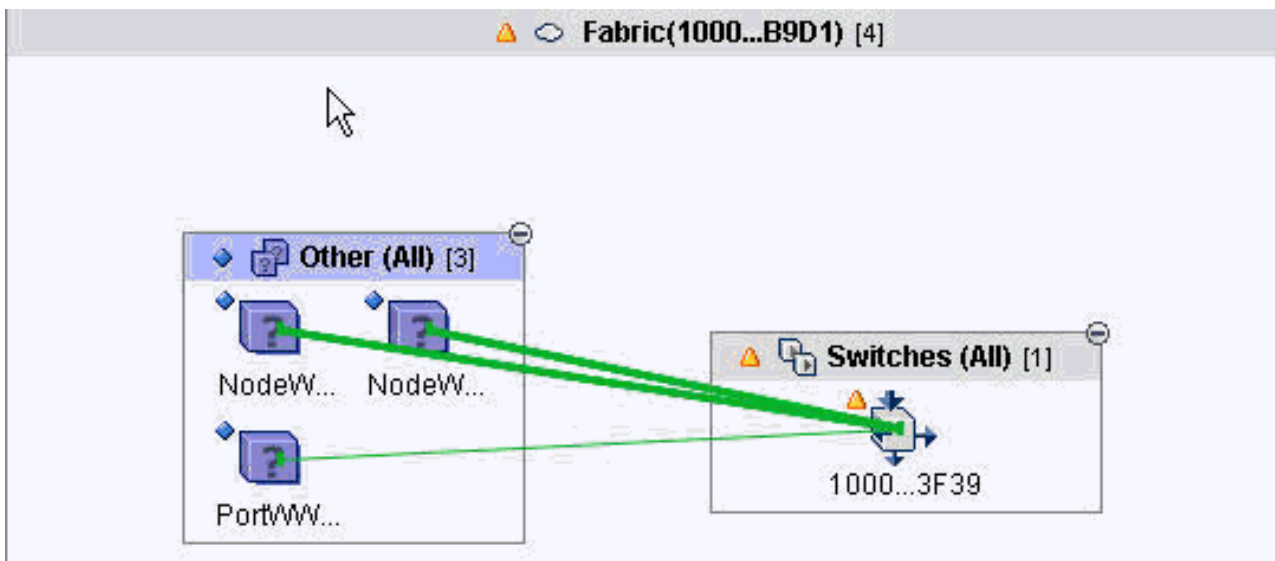 Fabric(1000...B9D1) [4]
Other (All) [3]
NodeW... NodeW...
PortWW...
Switches (All) [1]
1000...3F39